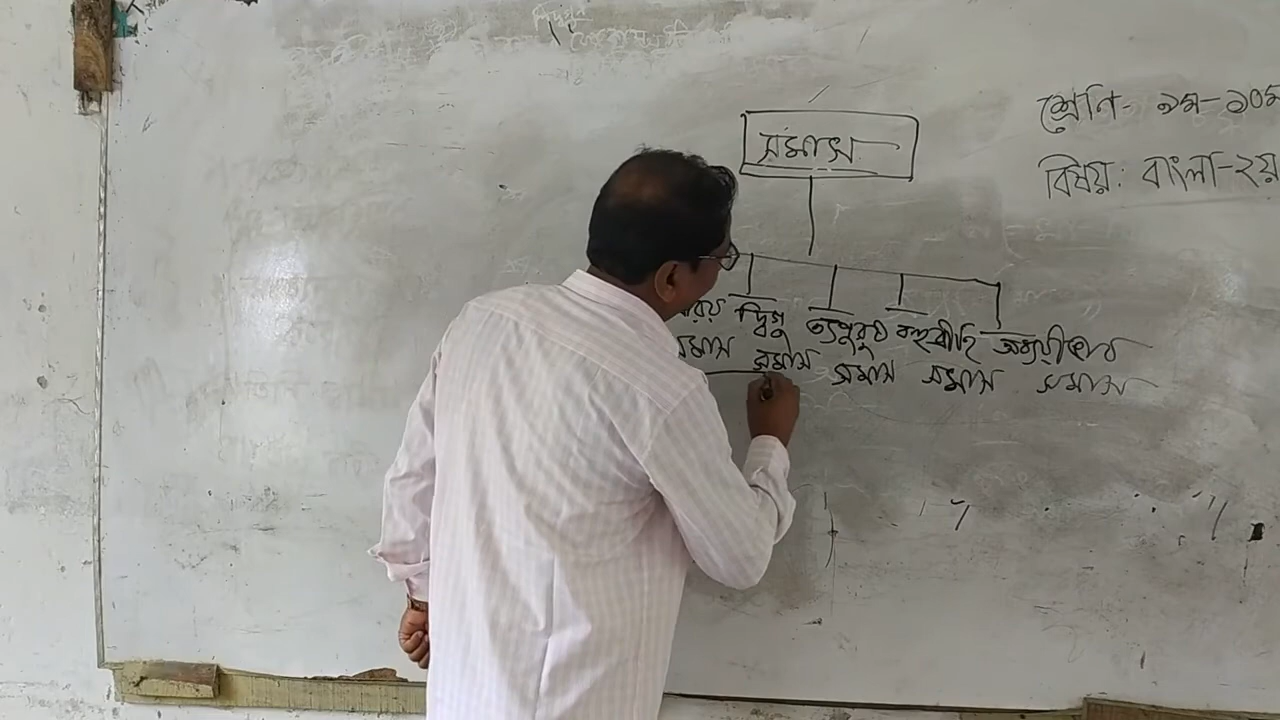 শ্রেণি- ৯ম-১০ম
বিষয়: বাংলা-২য়
সমাস
দ্বিগু তৎপুরুষ বহুব্রীহি অব্যয়ীভাব
সমাস সমাস সমাস সমাস সমাস